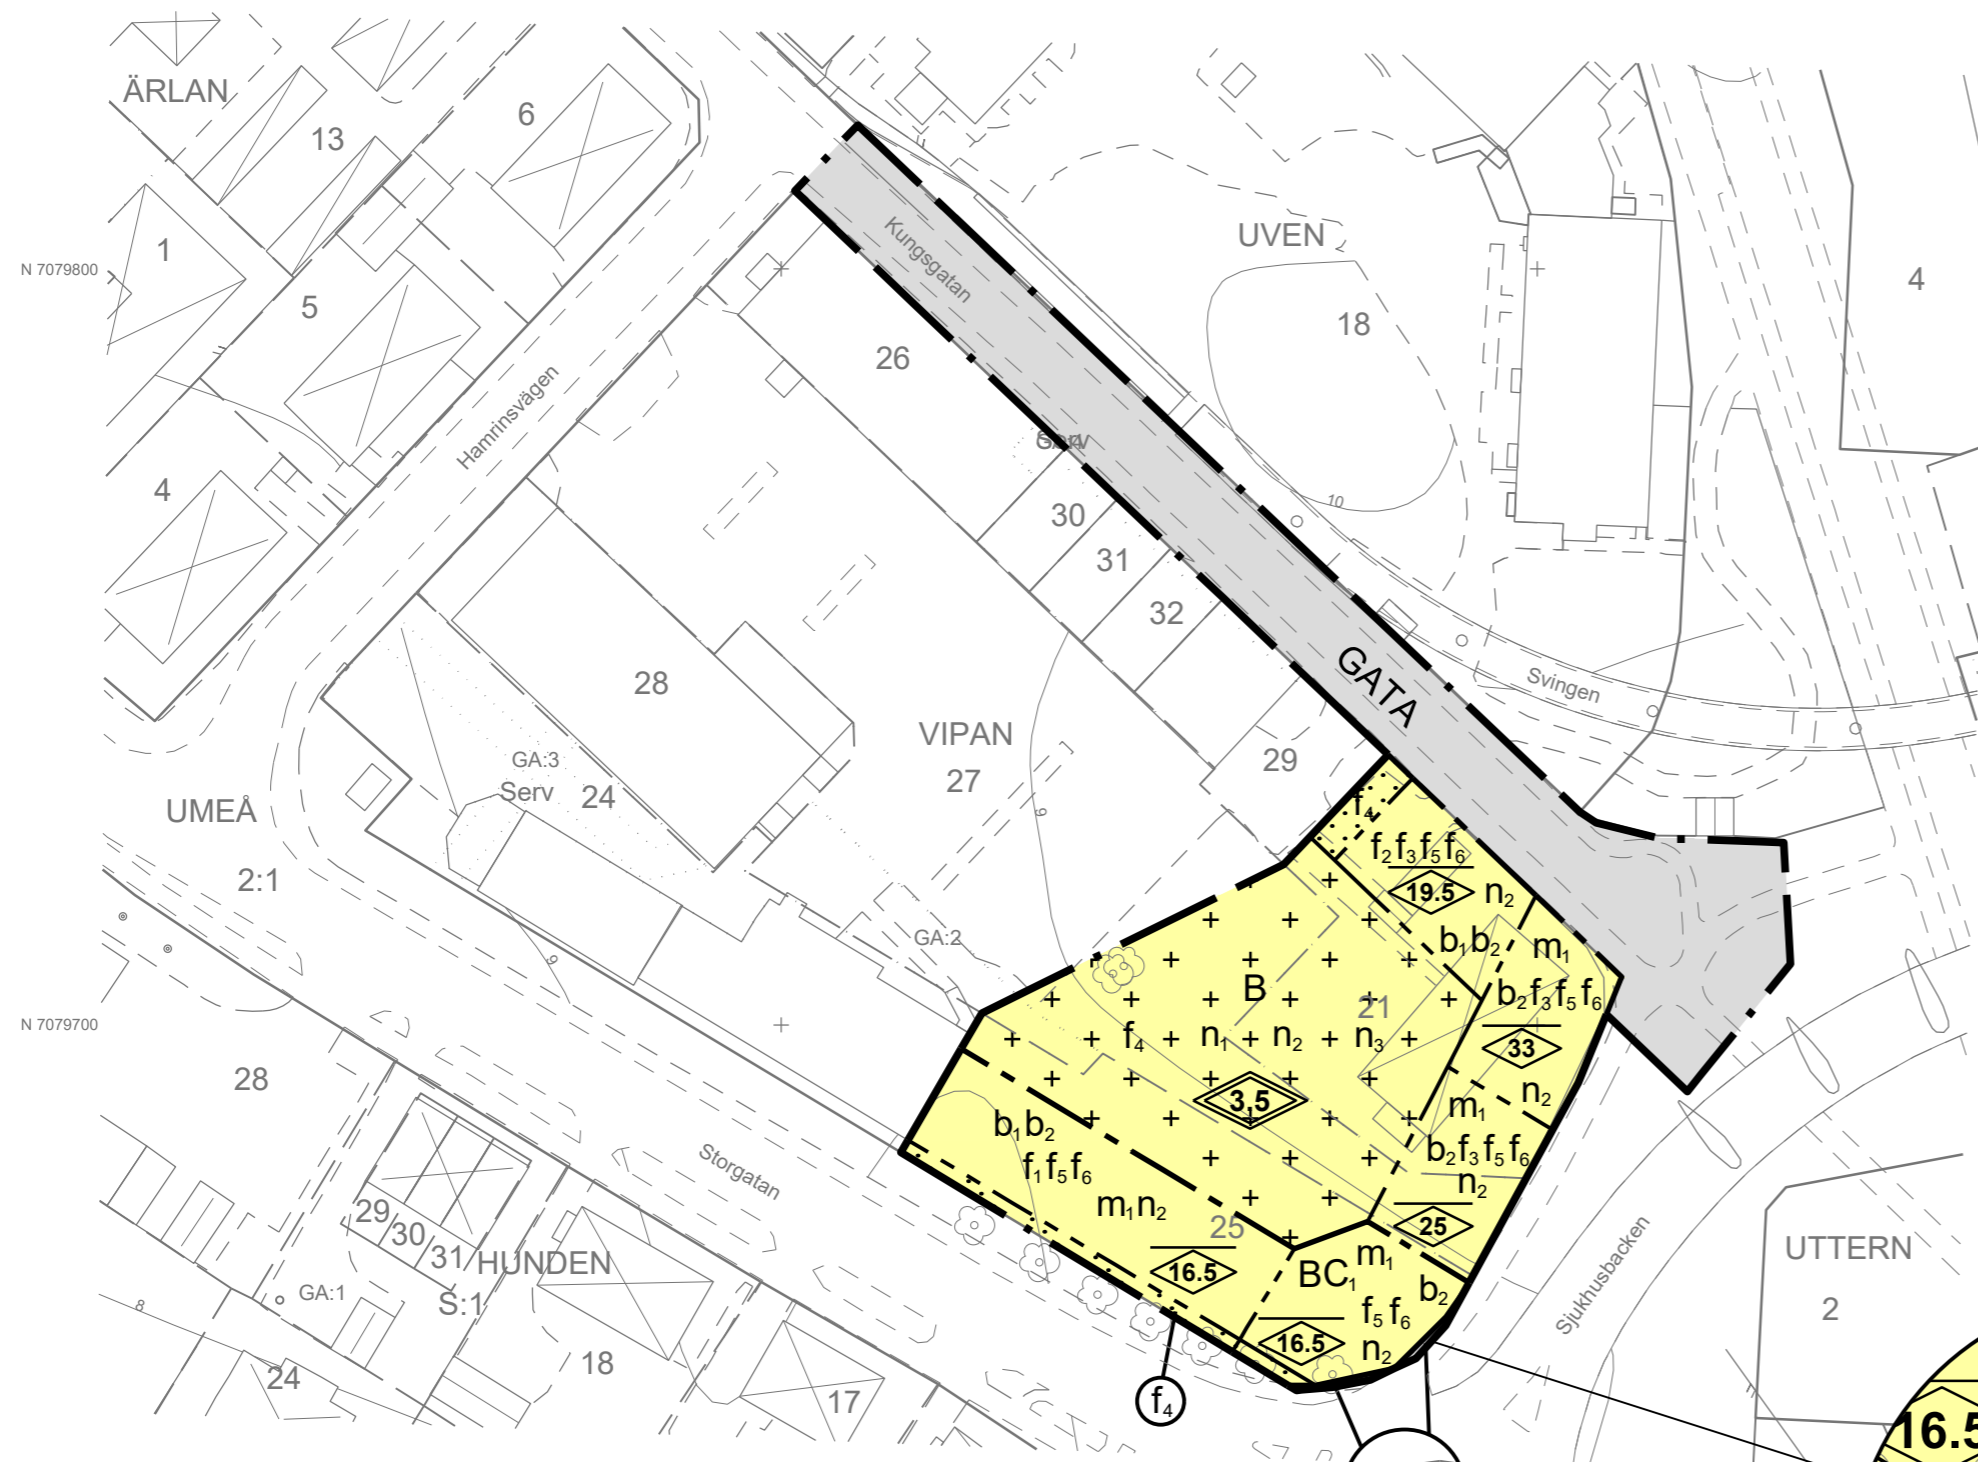 ÄRLAN
6
13
Kungsgatan
UVEN
1
N 7079800
4
5
18
26
Hamrinsvägen
4
10
30
31
32
GATA
Svingen
28
VIPAN
29
27
GA:3
Serv
24
UMEÅ
9
f4
f2 f3 f5 f6
2:1
19.5
n2
GA:2
b1 b2
m1
9
B
21
b2 f3 f5 f6
N 7079700
f4
n1
n2
n3
33
28
3,5
n2
m1
b1 b2
b2 f3 f5 f6
Storgatan
f1 f5 f6
n2
m1 n2
29
25
25
30
31
HUNDEN
m1
UTTERN
16.5
BC1
b2
Sjukhusbacken
GA:1
S:1
f5 f6
8
2
16.5
n2
18
24
17
f4
16.5